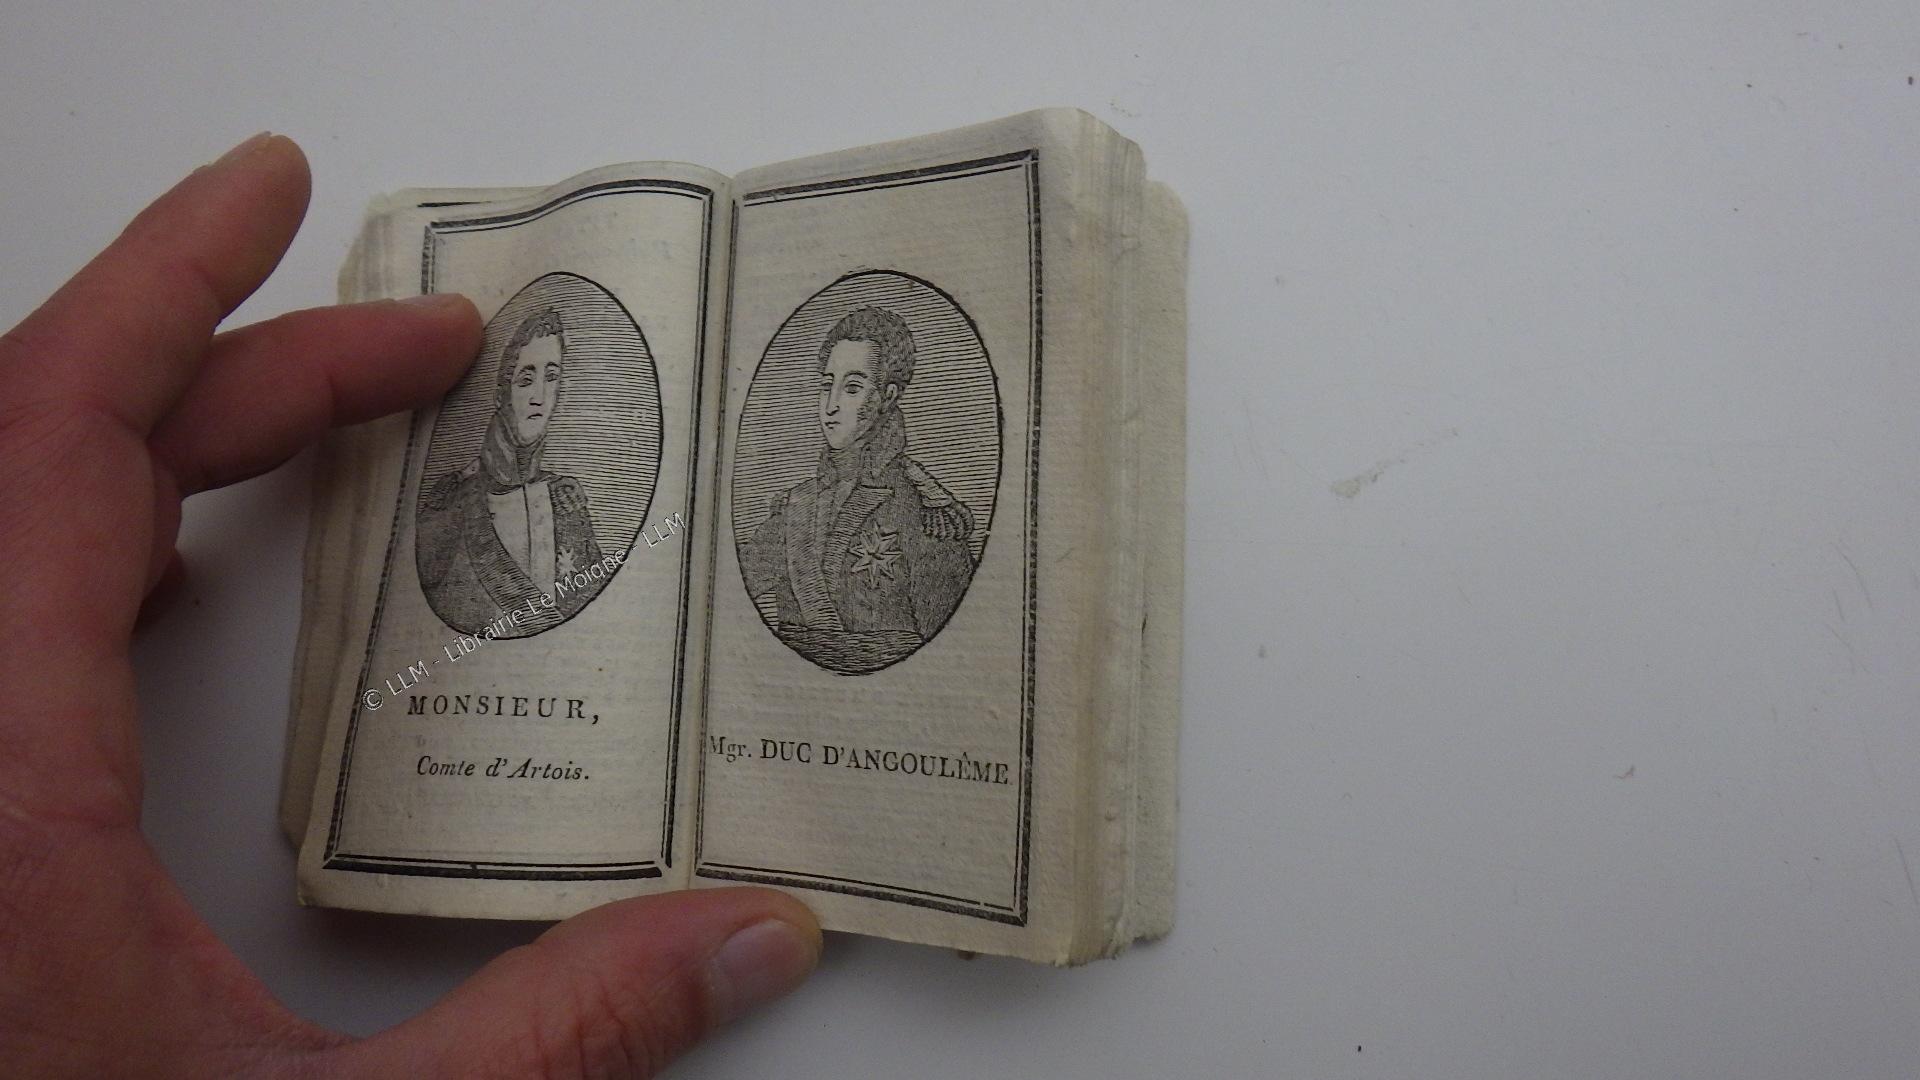 MONSIEUR,
Comte d'Artois.
Mgr. DUC D'ANGOULÊME
© LLM - Librairie Le Moigne - LLM